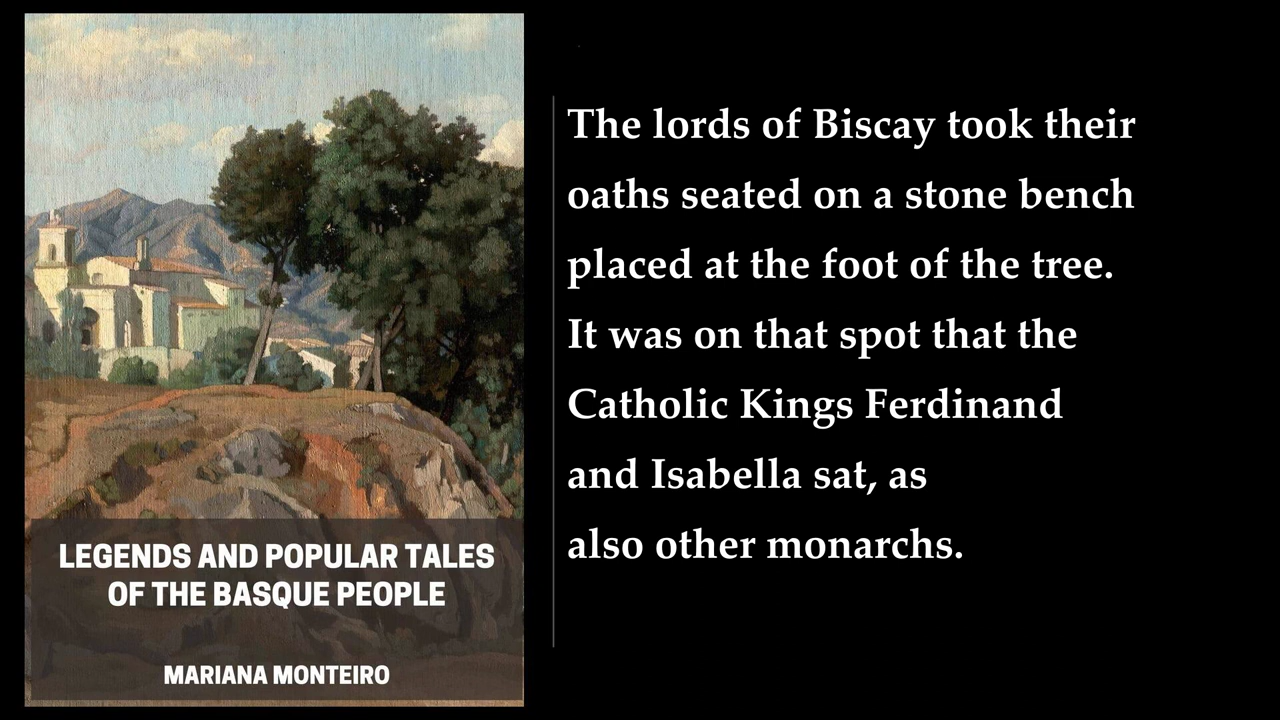 The lords of Biscay took their
oaths seated on a stone bench
placed at the foot of the tree.
It was on that spot that the
Catholic Kings Ferdinand
and Isabella sat, as
also other monarchs.
LEGENDS AND POPULAR TALES
OF THE BASQUE PEOPLE
MARIANA MONTEIRO